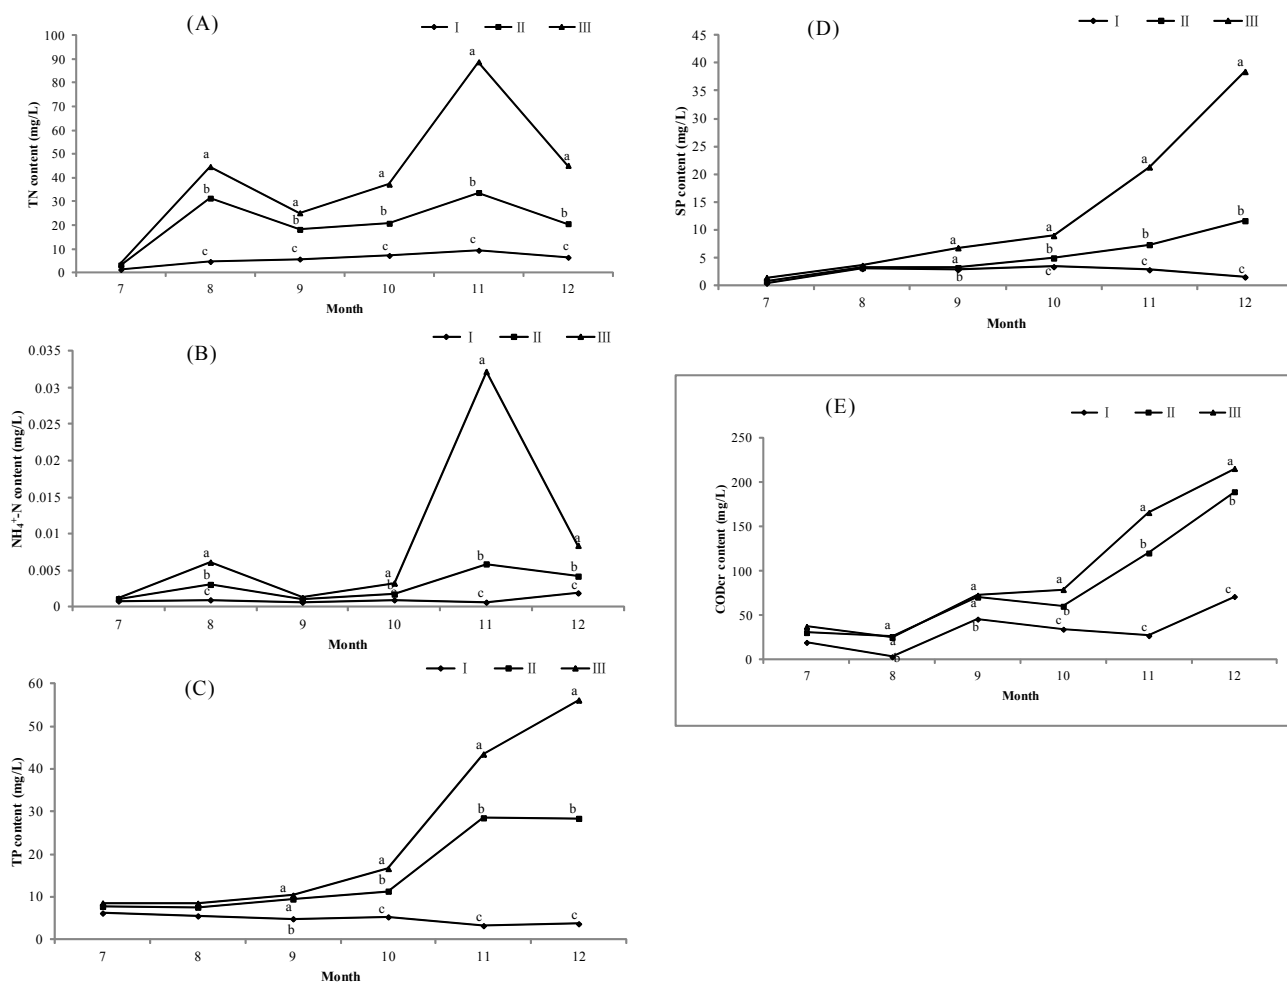 (A)
I II III
TN content (mg/L)
100
90
80
70
60
50
40
30
20
10
0
a
a
a
a
a
b
b
b
b
b
c
c
c
c
c
7 8 9 10 11 12
Month
(B)
I II III
NH₄⁺-N content (mg/L)
0.035
0.03
0.025
0.02
0.015
0.01
0.005
0
a
a
a
a
b
b
b
b
c
c
c
c
7 8 9 10 11 12
Month
(C)
I II III
TP content (mg/L)
60
50
40
30
20
10
0
a
a
a
a
a
b
b
b
b
c
c
c
7 8 9 10 11 12
Month
(D)
I II III
SP content (mg/L)
45
40
35
30
25
20
15
10
5
0
a
a
a
a
a
b
b
b
b
c
c
c
7 8 9 10 11 12
Month
(E)
I II III
CODcr content (mg/L)
250
200
150
100
50
0
a
a
a
a
a
a
a
b
b
b
b
b
c
c
c
7 8 9 10 11 12
Month